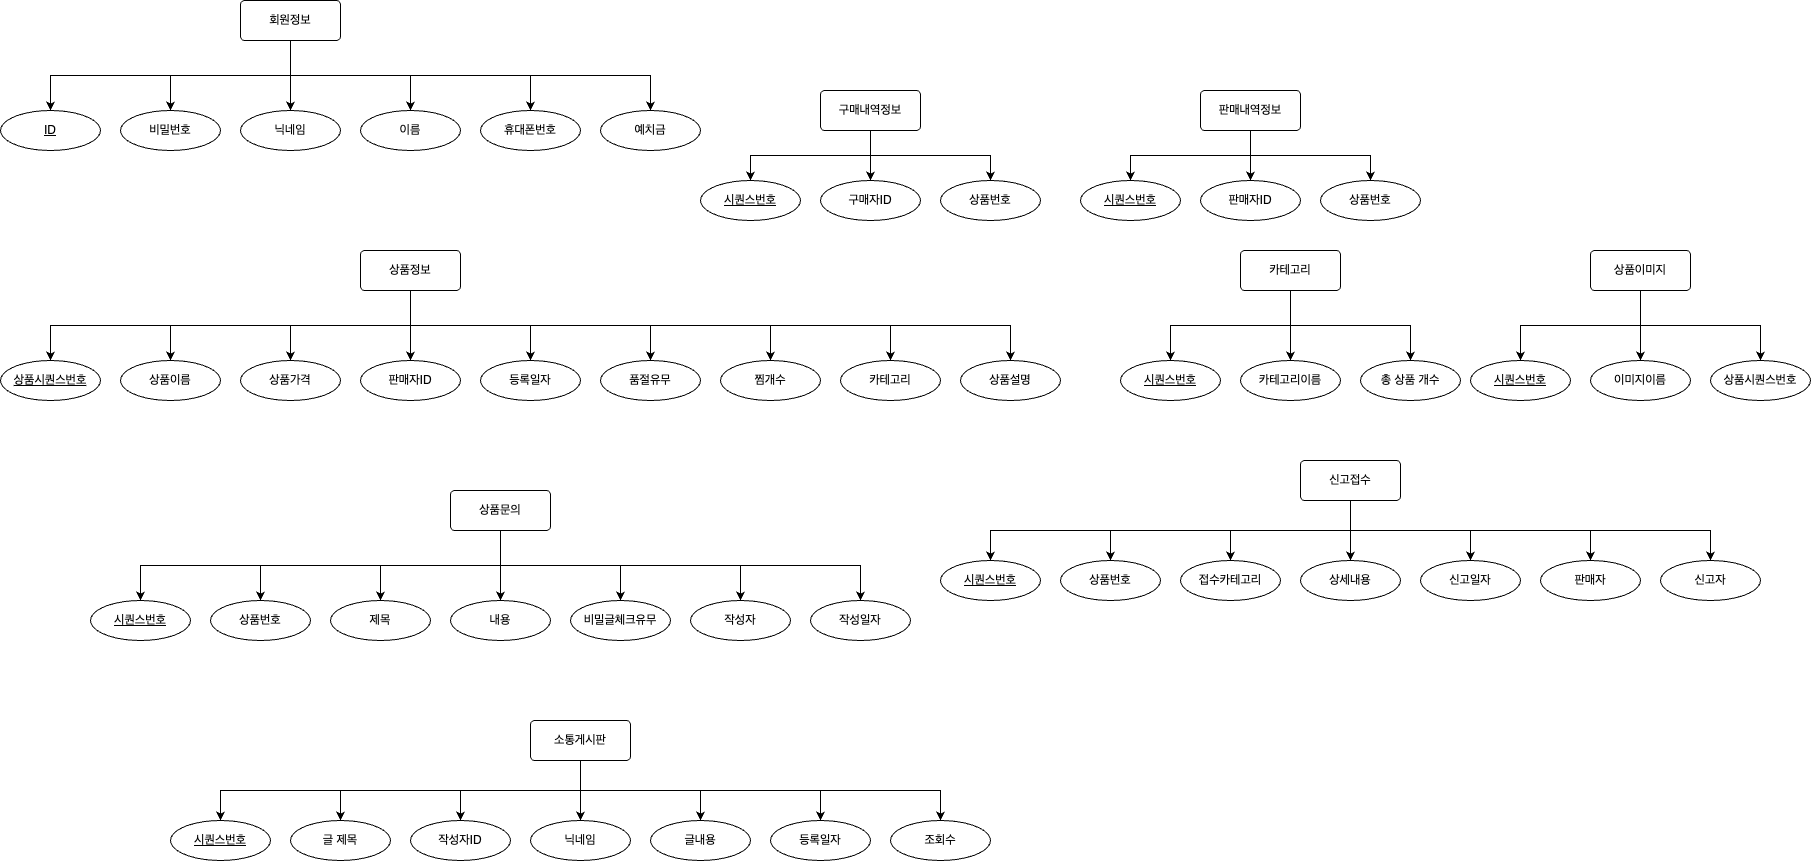 회원정보
ID
비밀번호
닉네임
이름
휴대폰번호
예치금
구매내역정보
시퀀스번호
구매자ID
상품번호
판매내역정보
시퀀스번호
판매자ID
상품번호
상품정보
상품시퀀스번호
상품이름
상품가격
판매자ID
등록일자
품절유무
찜개수
카테고리
상품설명
카테고리
시퀀스번호
카테고리이름
총 상품 개수
상품이미지
시퀀스번호
이미지이름
상품시퀀스번호
상품문의
시퀀스번호
상품번호
제목
내용
비밀글체크유무
작성자
작성일자
신고접수
시퀀스번호
상품번호
접수카테고리
상세내용
신고일자
판매자
신고자
소통게시판
시퀀스번호
글 제목
작성자ID
닉네임
글내용
등록일자
조회수